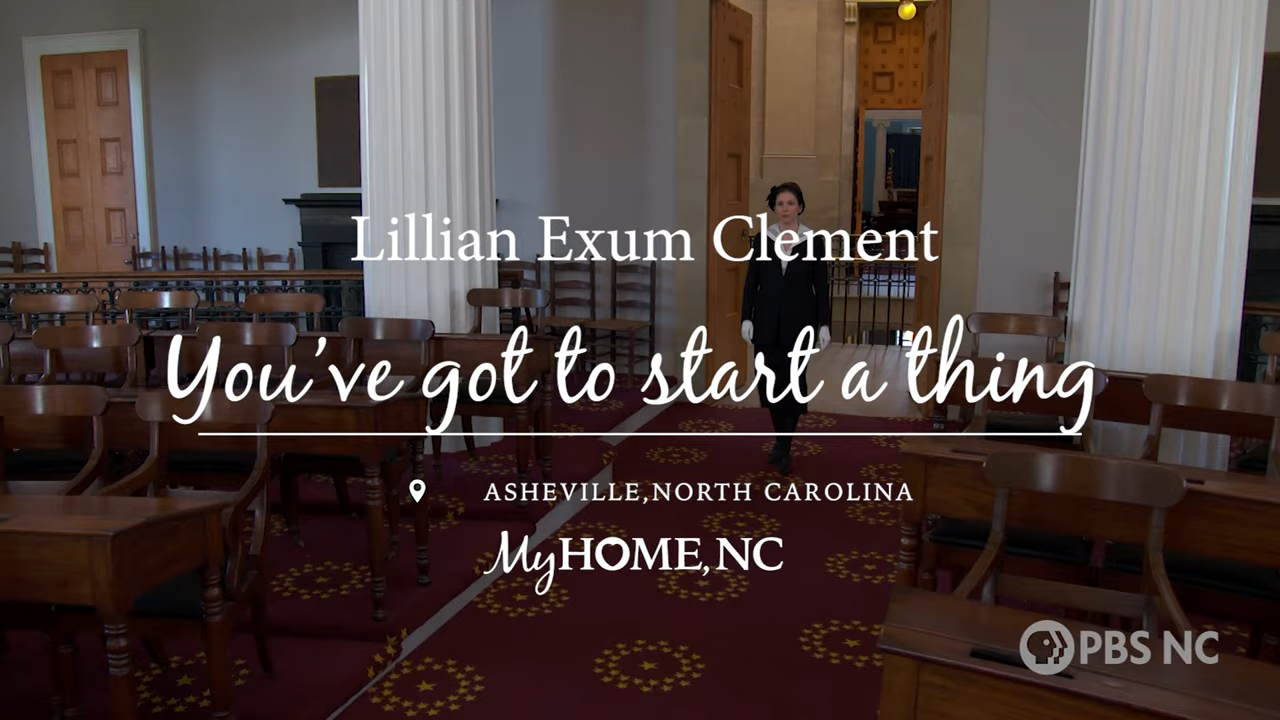 Lillian Exum Clement
You've got to start a thing
ASHEVILLE,NORTH CAROLINA
MyHOME, NC
PBS NC